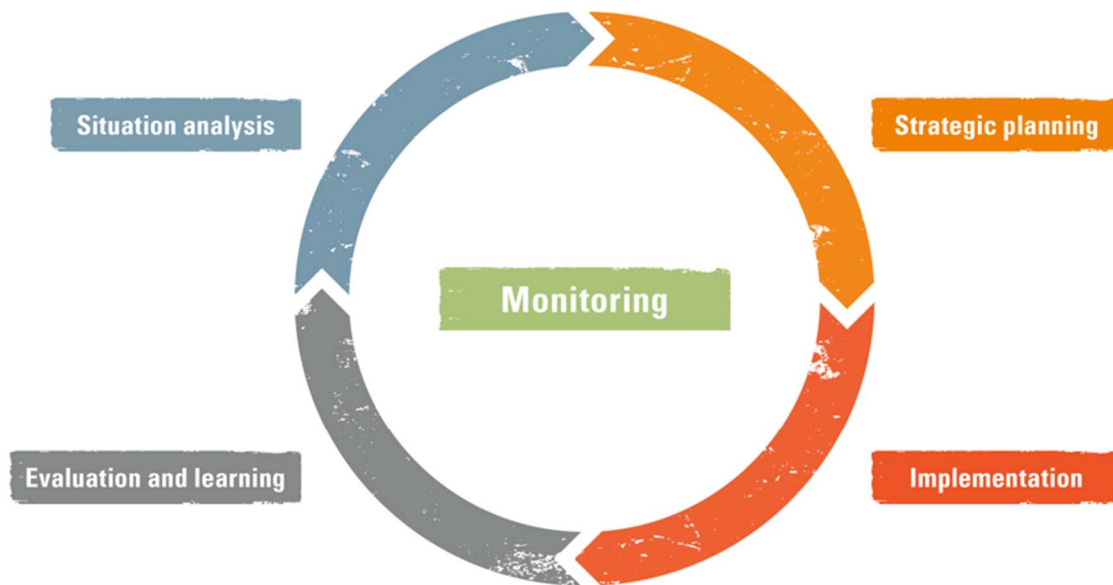 Situation analysis
Strategic planning
Monitoring
Evaluation and learning
Implementation